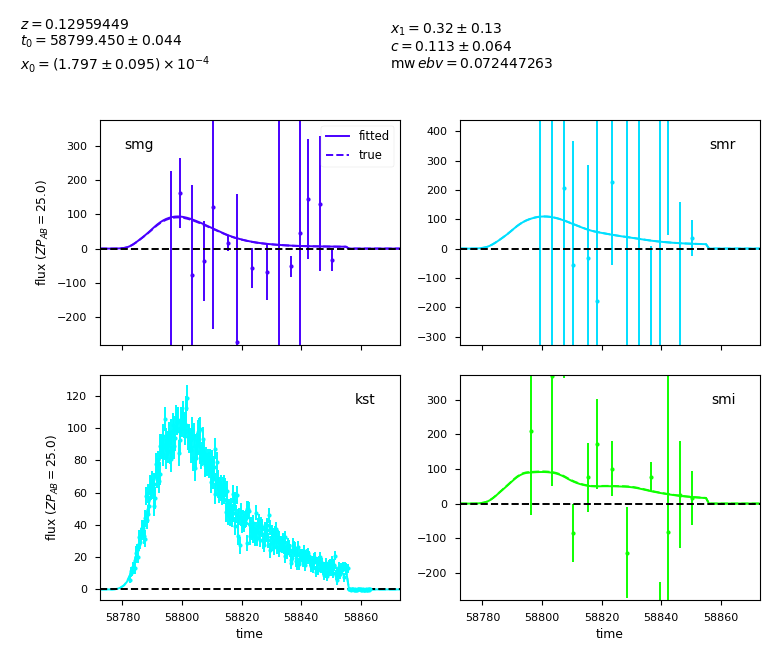 z = 0.12959449
t₀ = 58799.450 ± 0.044
x₀ = (1.797 ± 0.095) × 10⁻⁴
x₁ = 0.32 ± 0.13
c = 0.113 ± 0.064
mw ebv = 0.072447263
smg
fitted
true
300
200
100
0
−100
−200
flux (ZP_AB = 25.0)
smr
400
300
200
100
0
−100
−200
−300
kst
120
100
80
60
40
20
0
flux (ZP_AB = 25.0)
58780 58800 58820 58840 58860
time
smi
300
200
100
0
−100
−200
58780 58800 58820 58840 58860
time